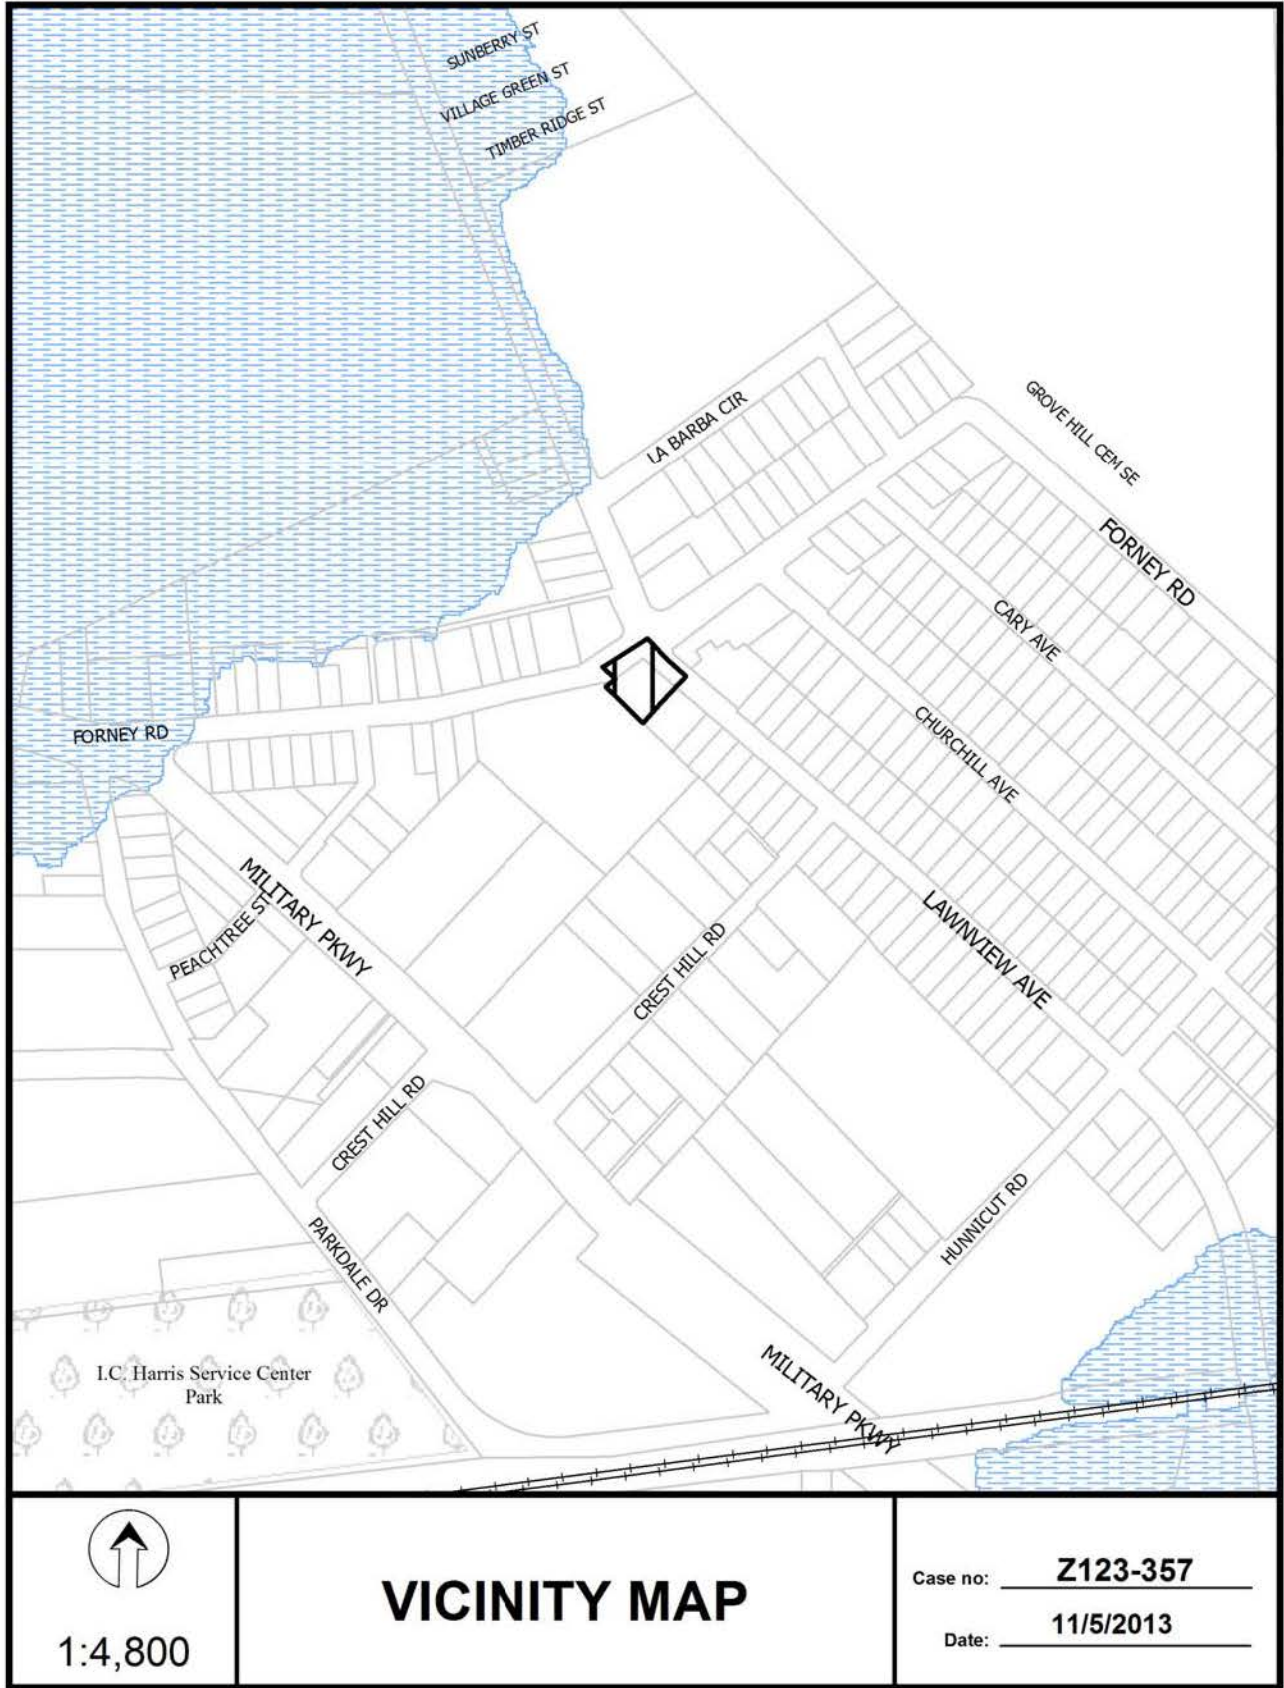 SUNBERRY ST
VILLAGE GREEN ST
TIMBER RIDGE ST
LA BARBA CIR
GROVE HILL CEM SE
FORNEY RD
CARY AVE
FORNEY RD
CHURCHILL AVE
MILITARY PKWY
PEACHTREE ST
LAWNVIEW AVE
CREST HILL RD
CREST HILL RD
HUNNICUT RD
PARKDALE DR
I.C. Harris Service Center
Park
MILITARY PKWY
1:4,800
VICINITY MAP
Case no: Z123-357
Date: 11/5/2013